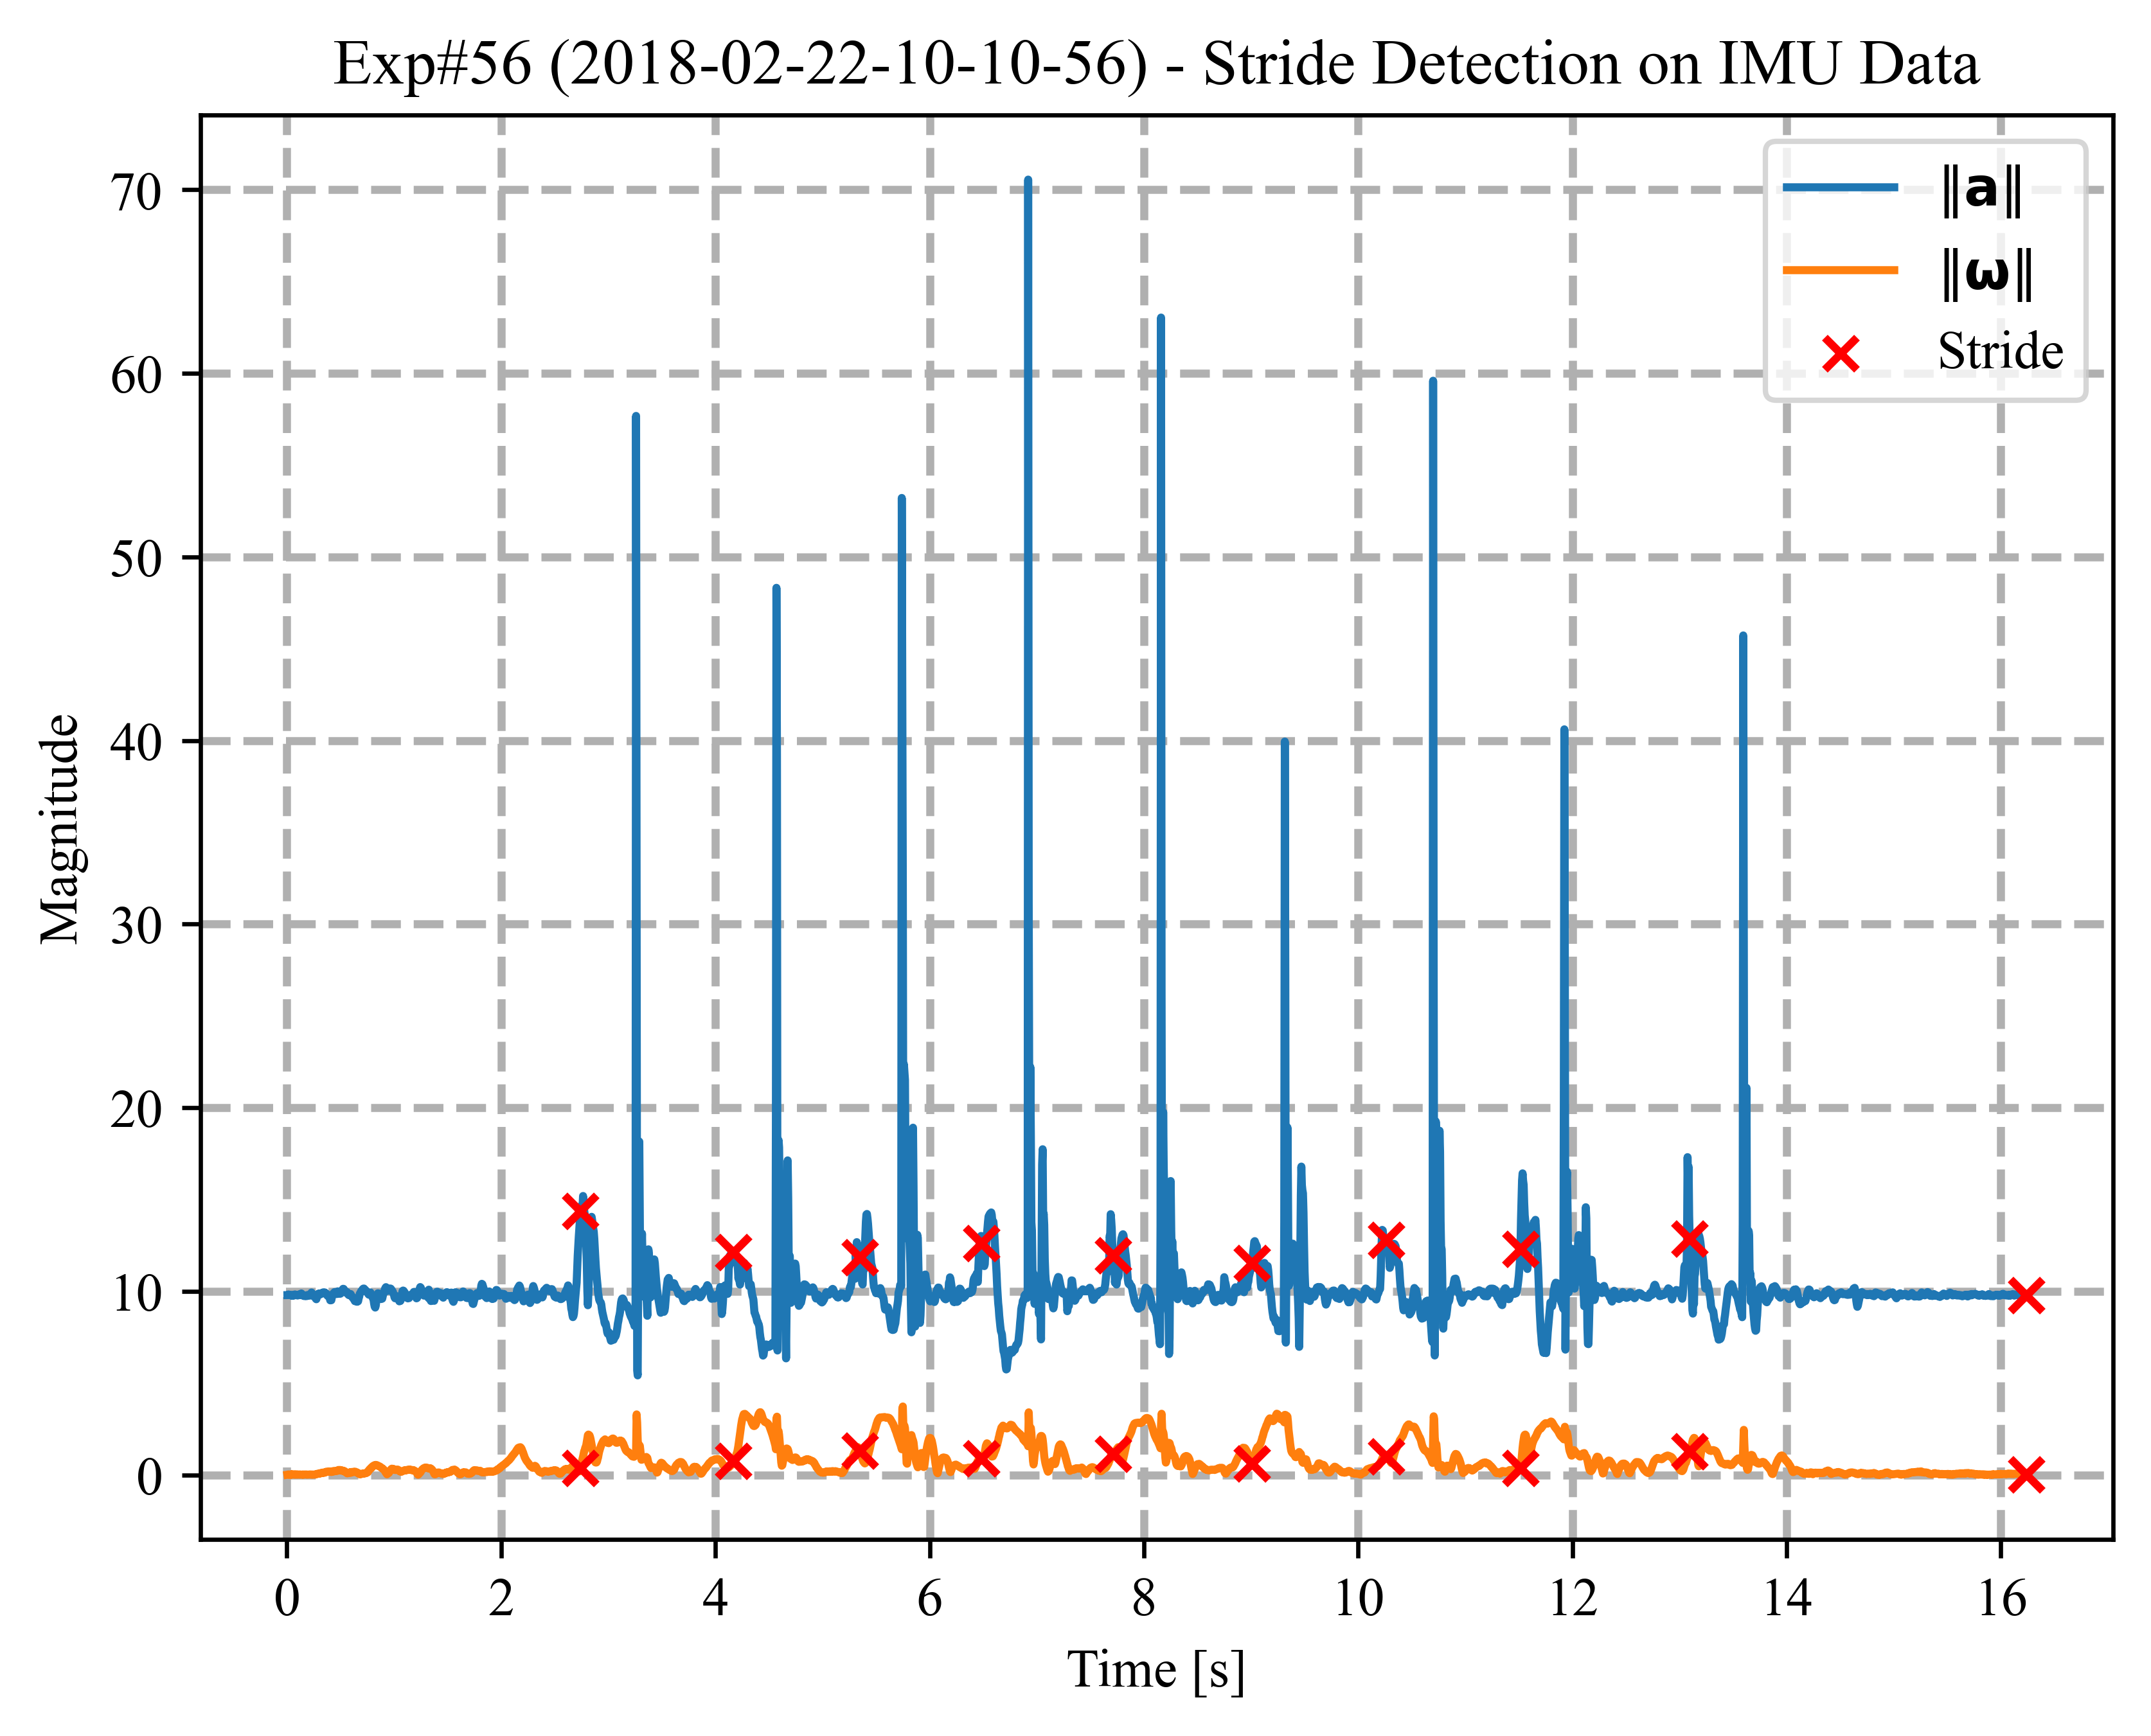 Exp#56 (2018-02-22-10-10-56) - Stride Detection on IMU Data
‖a‖
‖ω‖
Stride
Magnitude
70
60
50
40
30
20
10
0
0 2 4 6 8 10 12 14 16
Time [s]